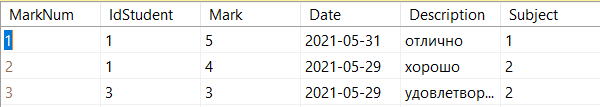 MarkNum IdStudent Mark Date Description Subject
1 1 5 2021-05-31 отлично 1
2 1 4 2021-05-29 хорошо 2
3 3 3 2021-05-29 удовлетвор... 2